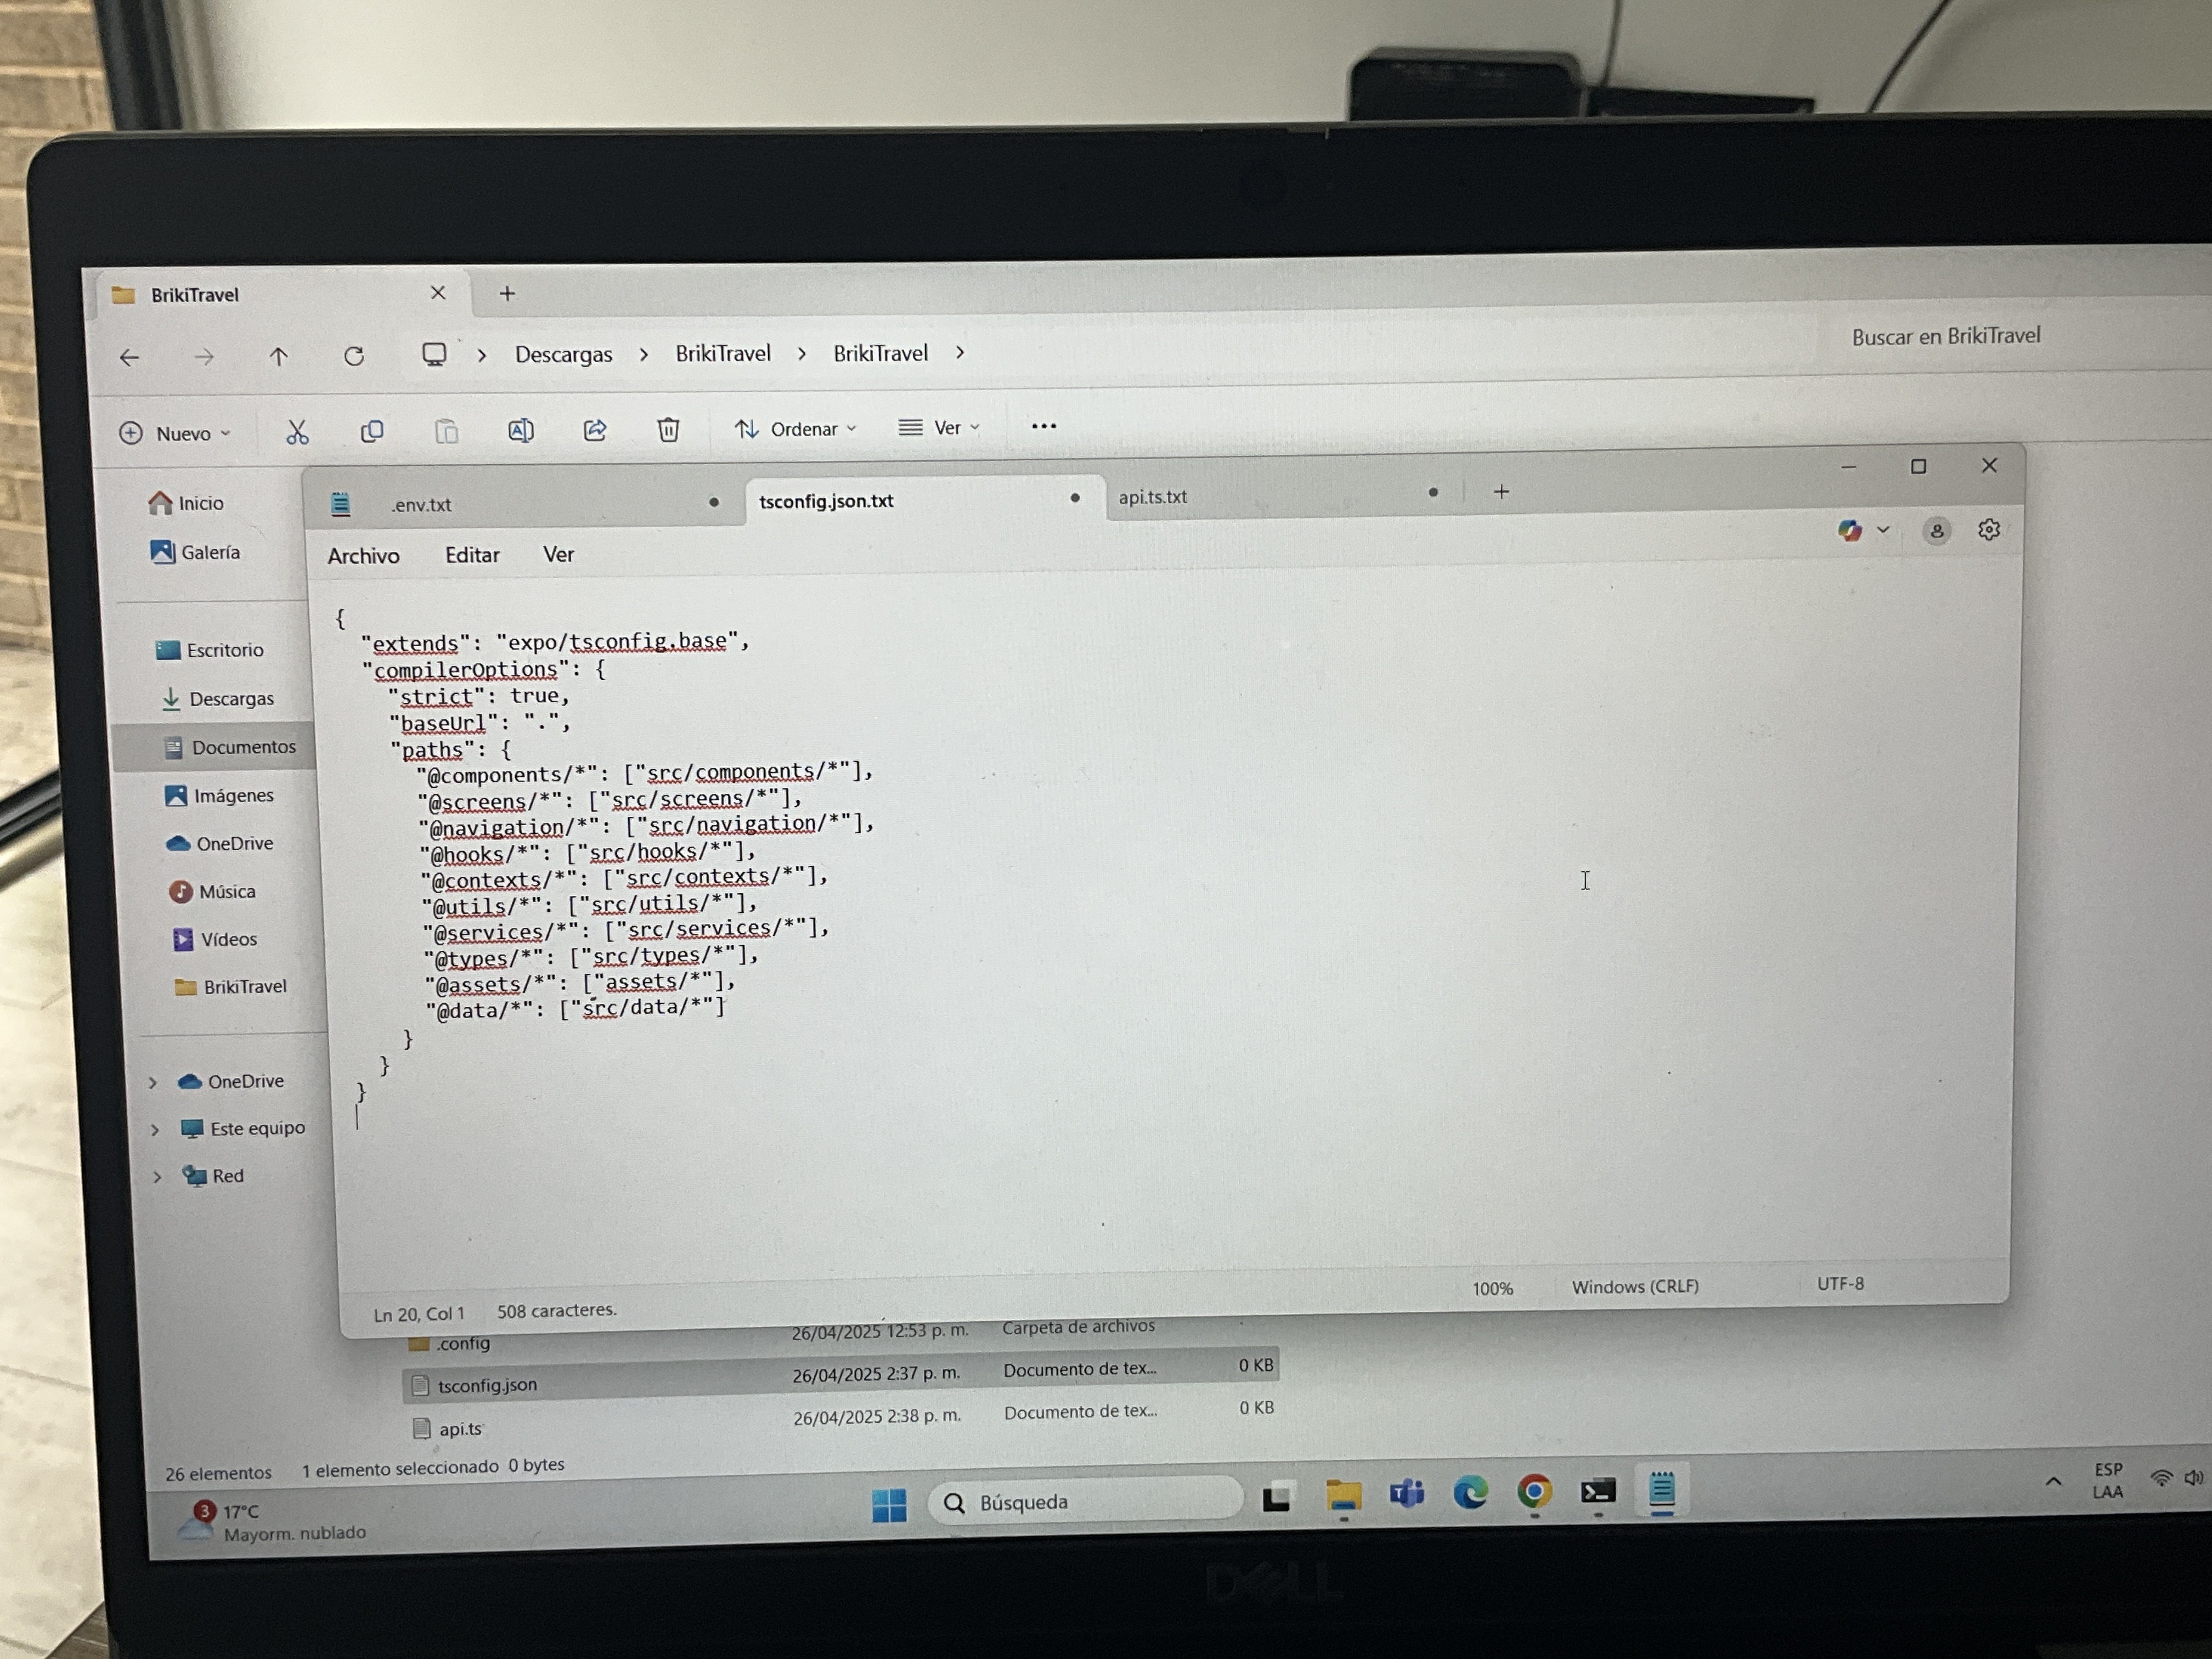 BrikiTravel
Descargas > BrikiTravel > BrikiTravel >
Buscar en BrikiTravel
Nuevo
Ordenar
Ver
Inicio
Galería
Escritorio
Descargas
Documentos
Imágenes
OneDrive
Música
Vídeos
BrikiTravel
OneDrive
Este equipo
Red
.env.txt
tsconfig.json.txt
api.ts.txt
Archivo Editar Ver
{
"extends": "expo/tsconfig.base",
"compilerOptions": {
"strict": true,
"baseUrl": ".",
"paths": {
"@components/*": ["src/components/*"],
"@screens/*": ["src/screens/*"],
"@navigation/*": ["src/navigation/*"],
"@hooks/*": ["src/hooks/*"],
"@contexts/*": ["src/contexts/*"],
"@utils/*": ["src/utils/*"],
"@services/*": ["src/services/*"],
"@types/*": ["src/types/*"],
"@assets/*": ["assets/*"],
"@data/*": ["src/data/*"]
}
}
}
Ln 20, Col 1 508 caracteres. 100% Windows (CRLF) UTF-8
.config 26/04/2025 12:53 p. m. Carpeta de archivos
tsconfig.json 26/04/2025 2:37 p. m. Documento de tex... 0 KB
api.ts 26/04/2025 2:38 p. m. Documento de tex... 0 KB
26 elementos 1 elemento seleccionado 0 bytes
3
17°C
Mayorm. nublado
Búsqueda
ESP
LAA
DELL